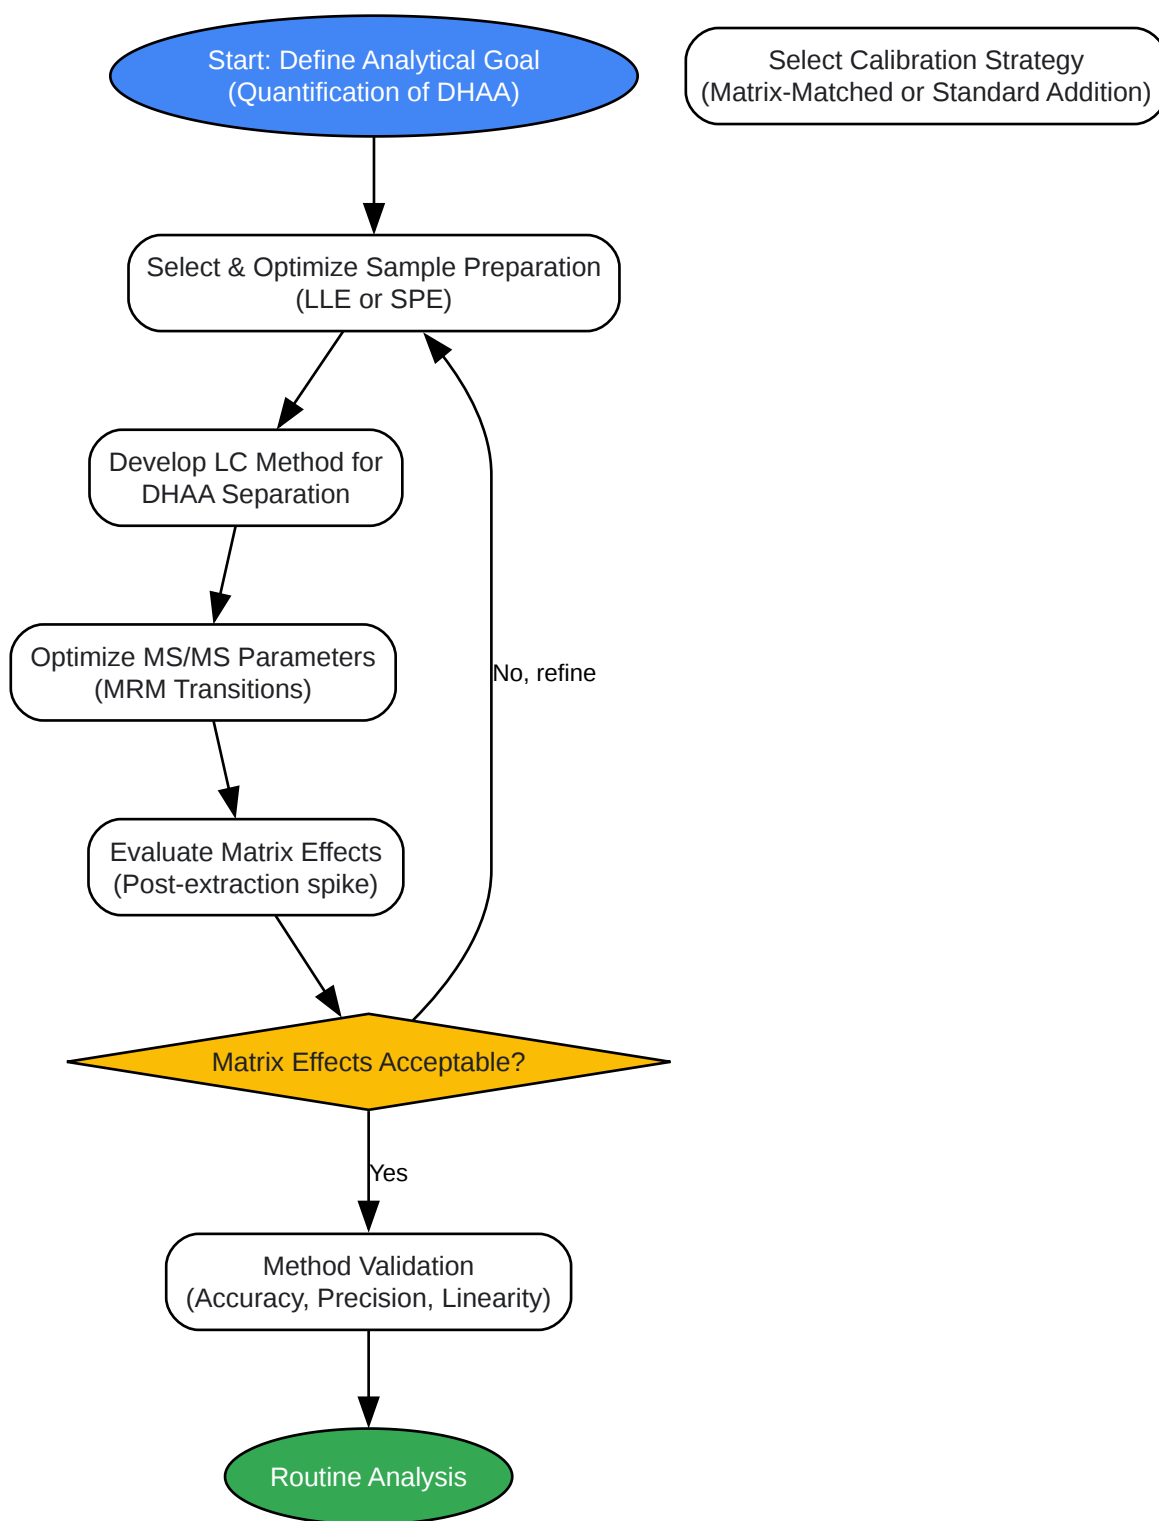 Start: Define Analytical Goal
(Quantification of DHAA)
Select Calibration Strategy
(Matrix-Matched or Standard Addition)
Select & Optimize Sample Preparation
(LLE or SPE)
Develop LC Method for
DHAA Separation
Optimize MS/MS Parameters
(MRM Transitions)
No, refine
Evaluate Matrix Effects
(Post-extraction spike)
Matrix Effects Acceptable?
Yes
Method Validation
(Accuracy, Precision, Linearity)
Routine Analysis